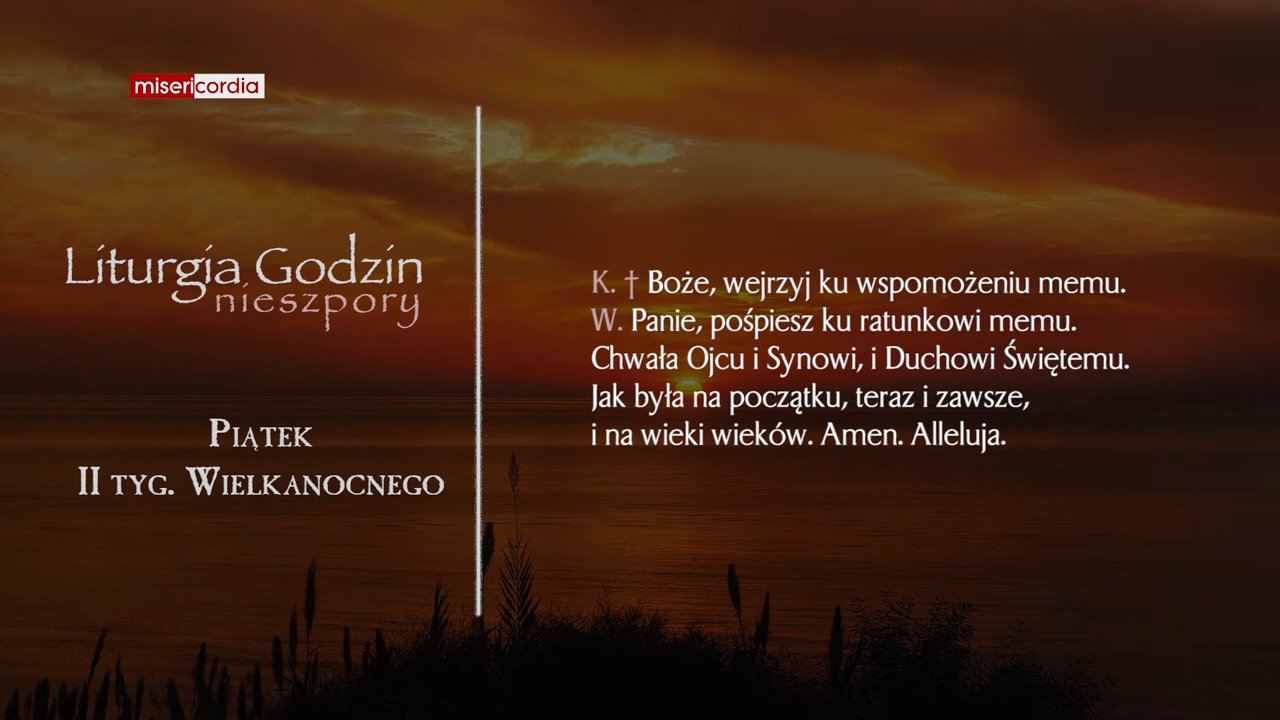 misericordia
Liturgia Godzin
nieszpory
Piątek
II tyg. Wielkanocnego
K. † Boże, wejrzyj ku wspomożeniu memu.
W. Panie, pośpiesz ku ratunkowi memu.
Chwała Ojcu i Synowi, i Duchowi Świętemu.
Jak była na początku, teraz i zawsze,
i na wieki wieków. Amen. Alleluja.